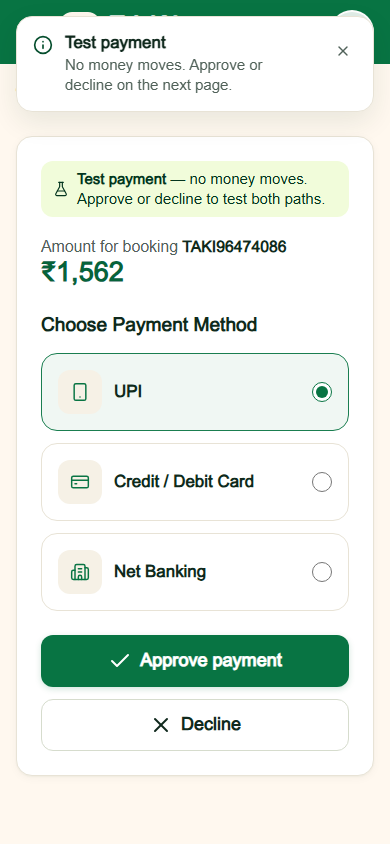 Test payment
No money moves. Approve or
decline on the next page.
Test payment — no money moves.
Approve or decline to test both paths.
Amount for booking TAKI96474086
₹1,562
Choose Payment Method
UPI
Credit / Debit Card
Net Banking
Approve payment
Decline